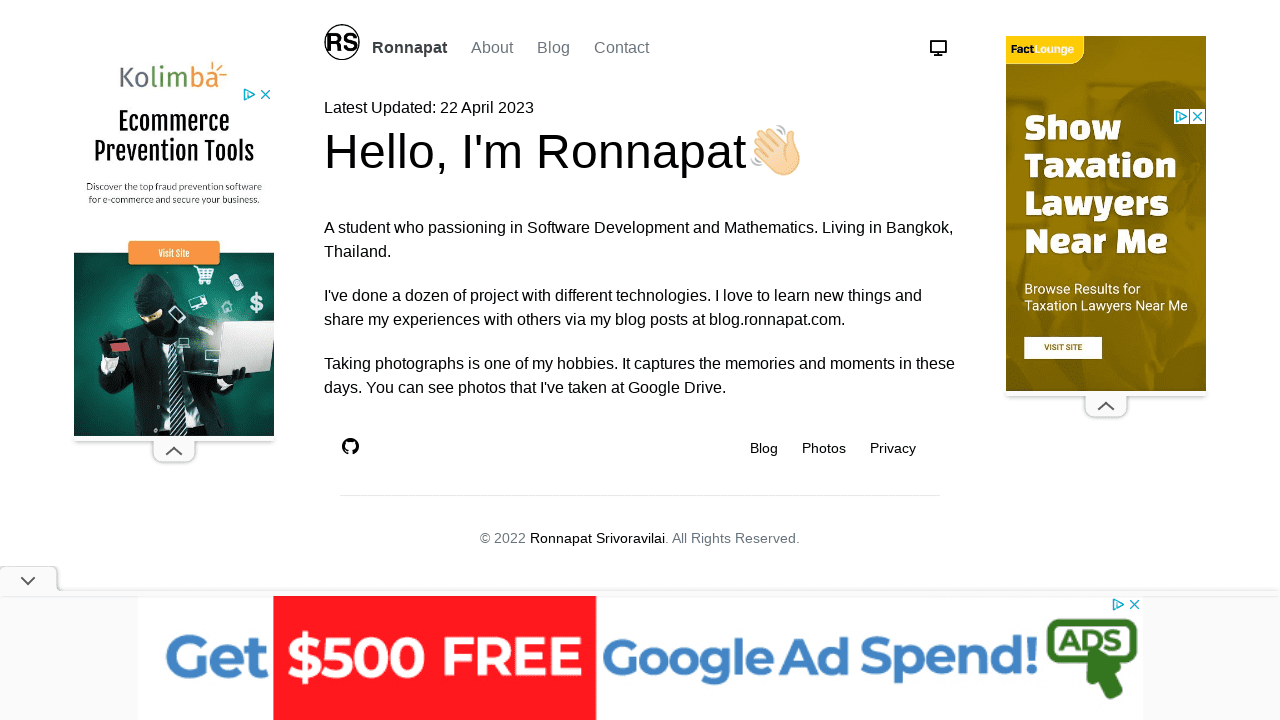 RS Ronnapat About Blog Contact
Latest Updated: 22 April 2023
Hello, I'm Ronnapat
A student who passioning in Software Development and Mathematics. Living in Bangkok,
Thailand.
I've done a dozen of project with different technologies. I love to learn new things and
share my experiences with others via my blog posts at blog.ronnapat.com.
Taking photographs is one of my hobbies. It captures the memories and moments in these
days. You can see photos that I've taken at Google Drive.
Blog Photos Privacy
© 2022 Ronnapat Srivoravilai. All Rights Reserved.
Kolimba
Ecommerce
Prevention Tools
Discover the top fraud prevention software
for e-commerce and secure your business.
Visit Site
FactLounge
Show
Taxation
Lawyers
Near Me
Browse Results for
Taxation Lawyers Near Me
VISIT SITE
Get $500 FREE Google Ad Spend!
ADS